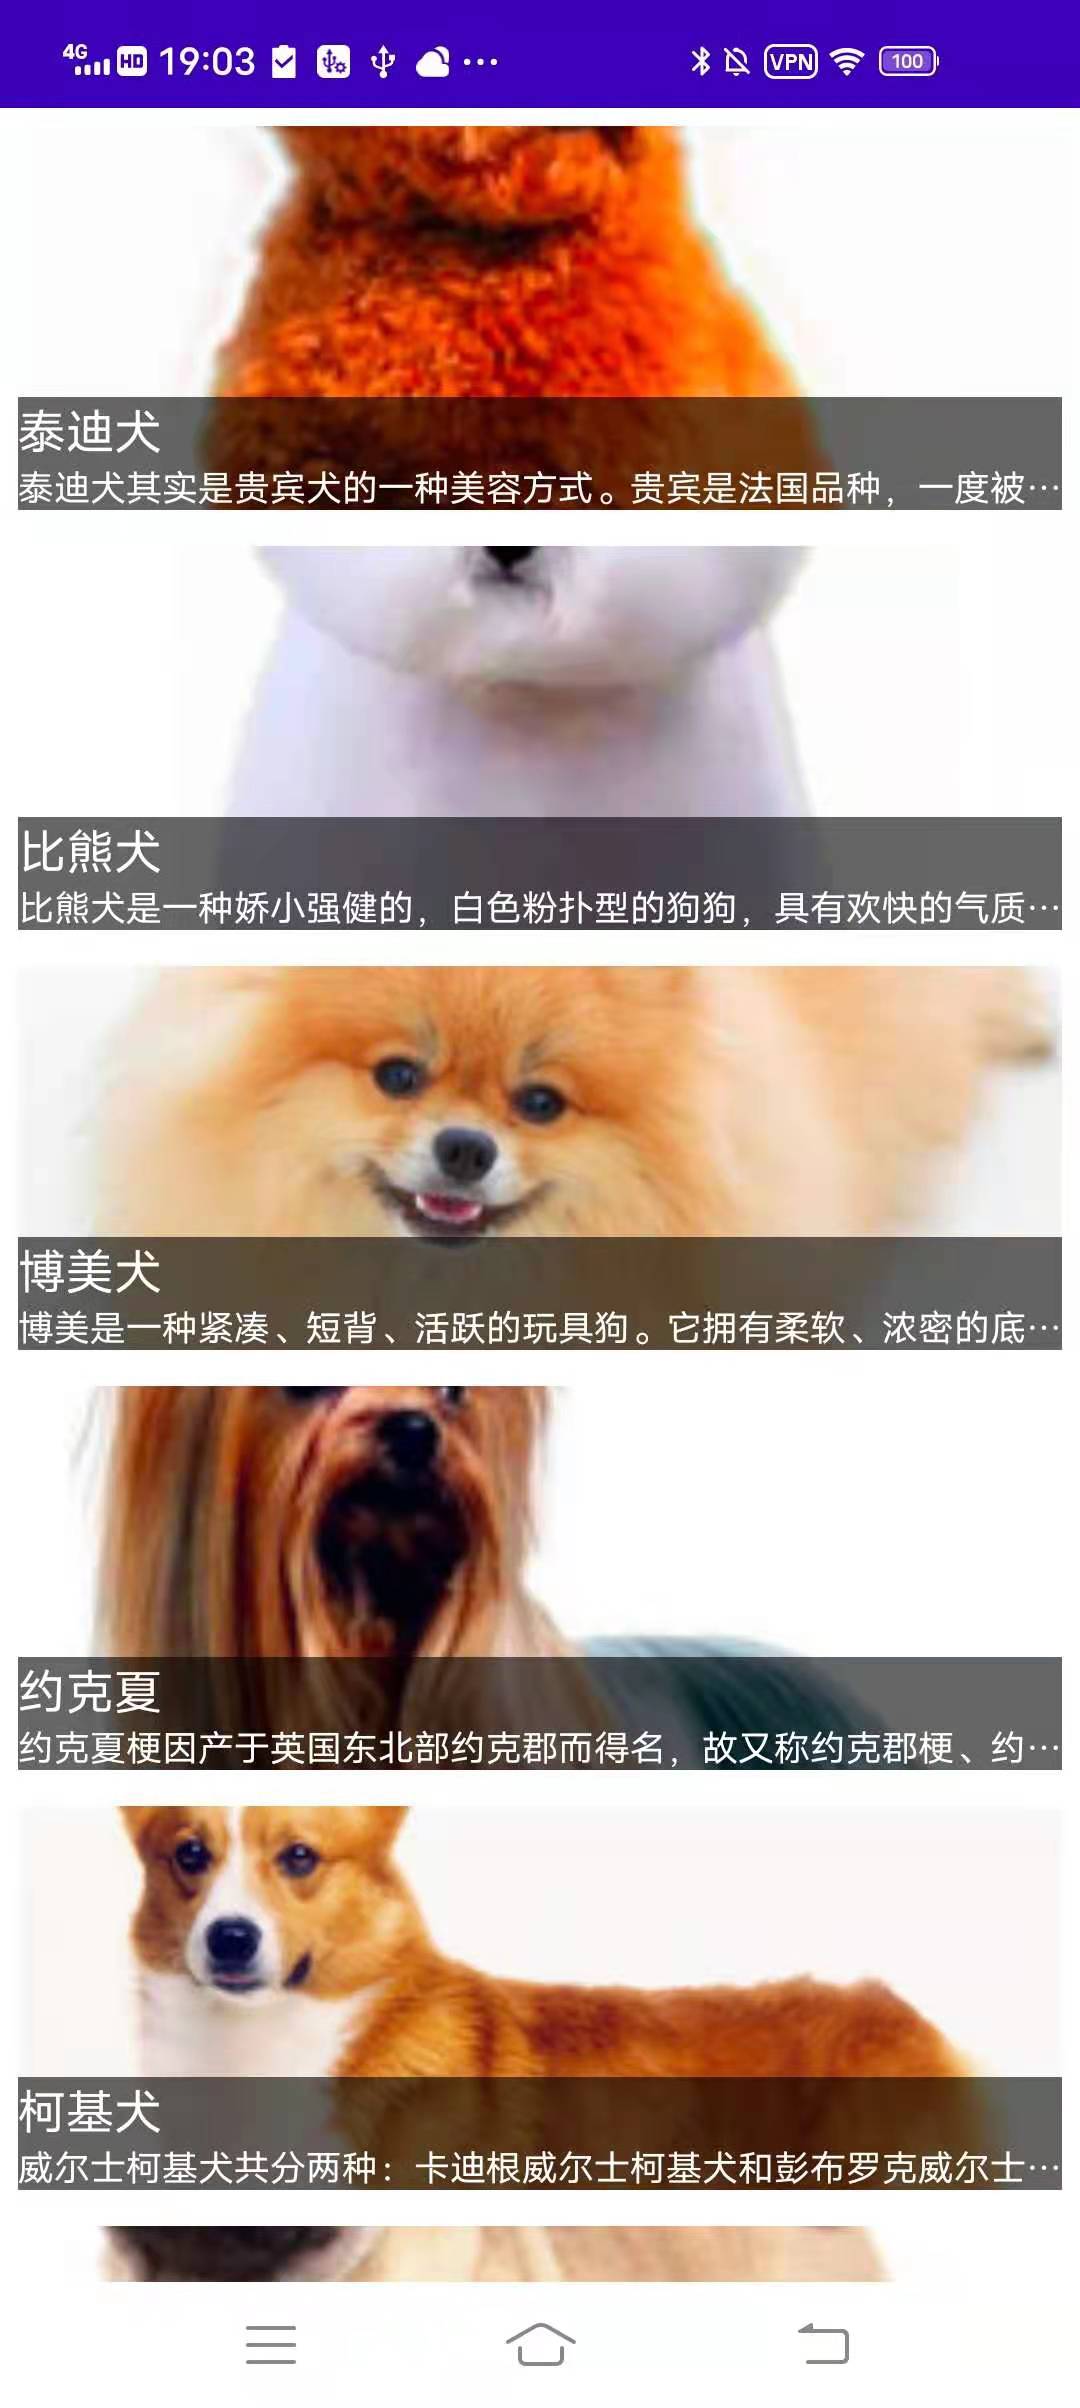 4G HD 19:03 VPN 100
泰迪犬
泰迪犬其实是贵宾犬的一种美容方式。贵宾是法国品种，一度被…
比熊犬
比熊犬是一种娇小强健的，白色粉扑型的狗狗，具有欢快的气质…
博美犬
博美是一种紧凑、短背、活跃的玩具狗。它拥有柔软、浓密的底…
约克夏
约克夏梗因产于英国东北部约克郡而得名，故又称约克郡梗、约…
柯基犬
威尔士柯基犬共分两种：卡迪根威尔士柯基犬和彭布罗克威尔士…